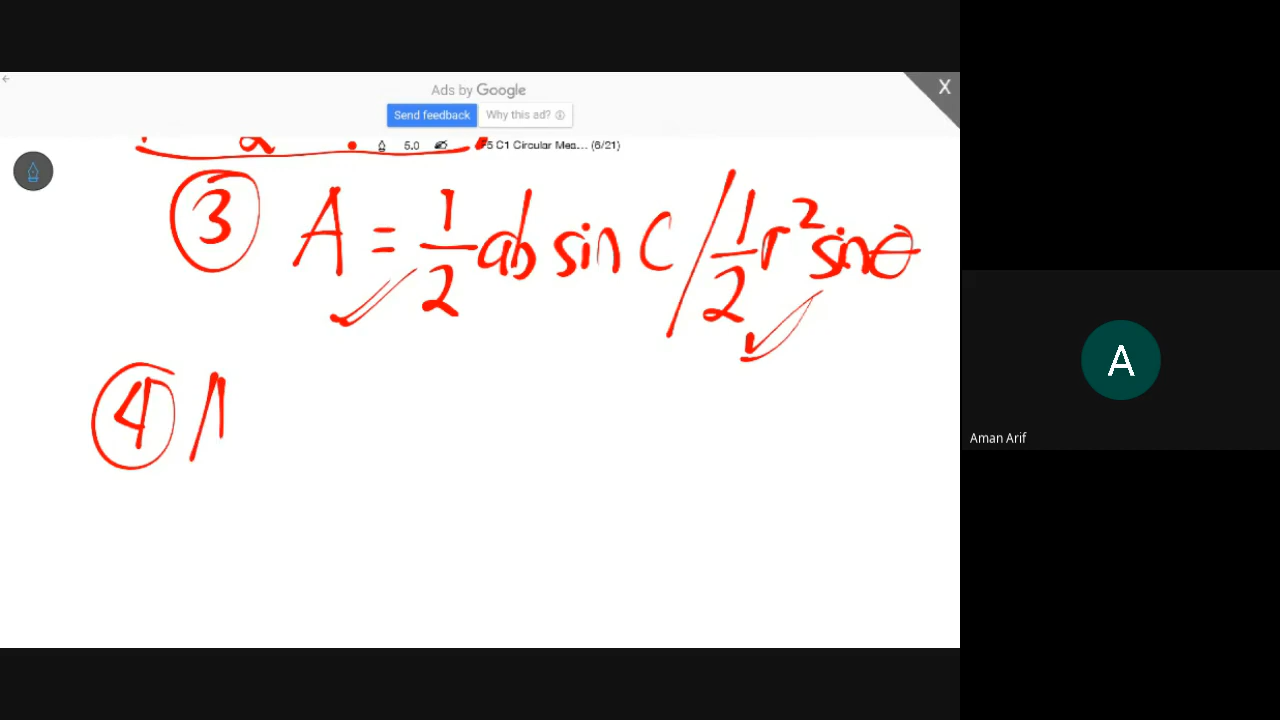 Ads by Google
Send feedback Why this ad?
5.0 F5 C1 Circular Mea... (6/21)
③ A = 1/2 ab sin C / 1/2 r² sin θ
④
A
Aman Arif
X